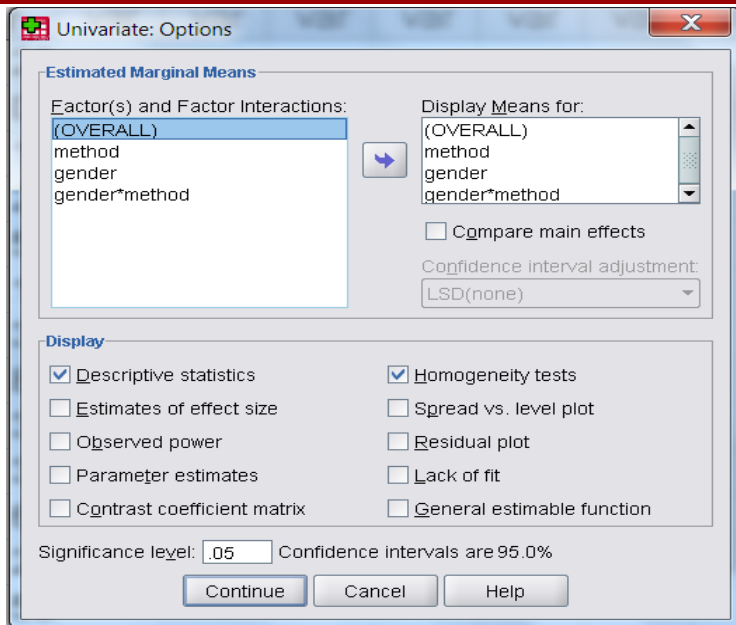 Univariate: Options
Estimated Marginal Means
Factor(s) and Factor Interactions:
(OVERALL)
method
gender
gender*method
Display Means for:
(OVERALL)
method
gender
gender*method
Compare main effects
Confidence interval adjustment:
LSD(none)
Display
Descriptive statistics
Homogeneity tests
Estimates of effect size
Spread vs. level plot
Observed power
Residual plot
Parameter estimates
Lack of fit
Contrast coefficient matrix
General estimable function
Significance level: .05 Confidence intervals are 95.0%
Continue Cancel Help